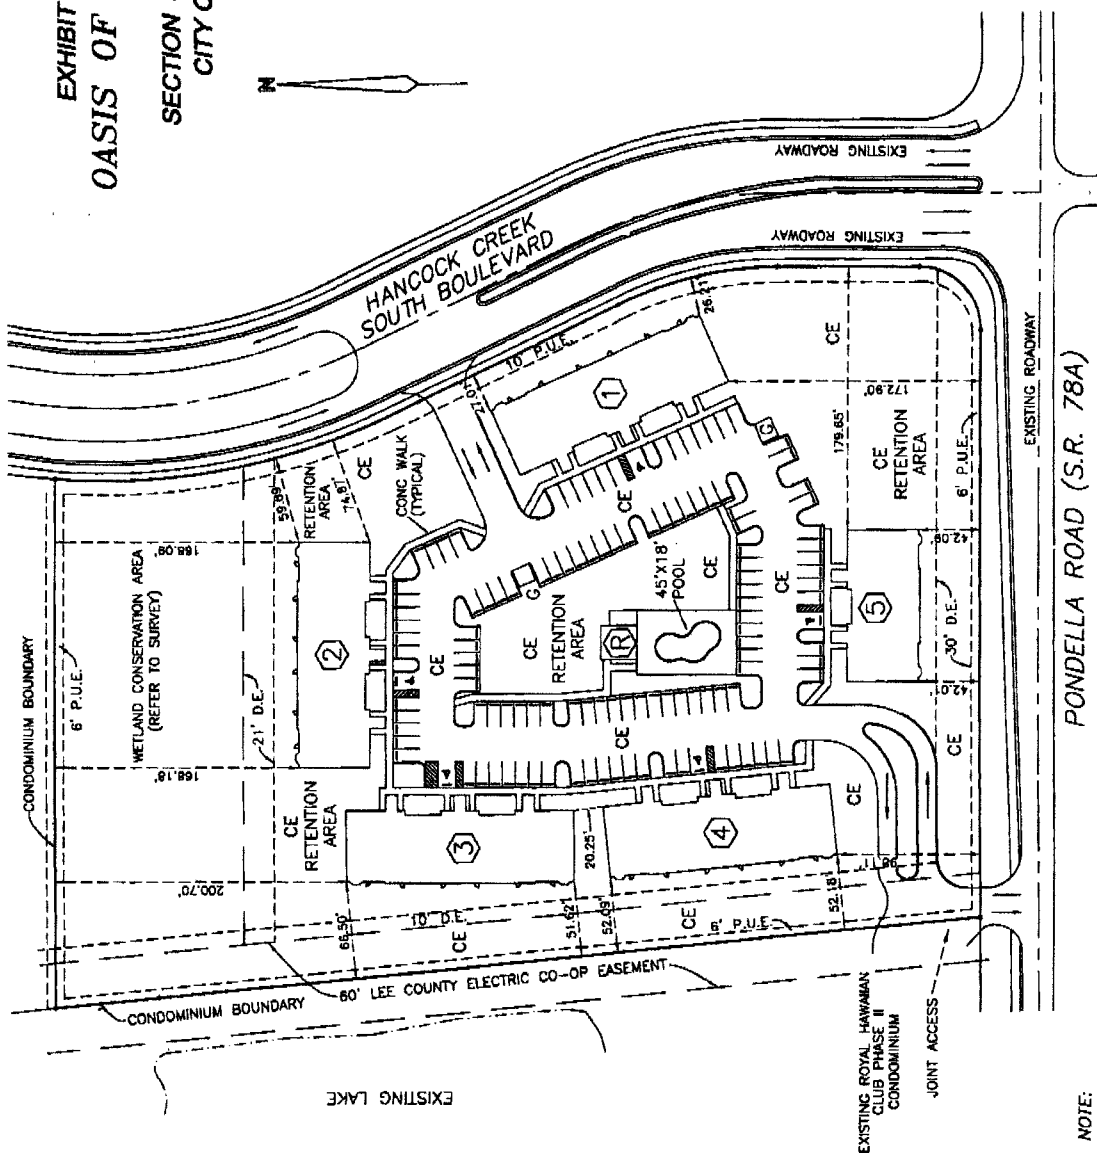 EXHIBIT
OASIS OF
SECTION
CITY
N
EXISTING ROADWAY
EXISTING ROADWAY
HANCOCK CREEK
SOUTH BOULEVARD
CONDOMINIUM BOUNDARY
6' P.U.E.
WETLAND CONSERVATION AREA
(REFER TO SURVEY)
168.09'
168.18'
21' D.E.
59.89'
RETENTION
AREA
74.87'
CE
CONC WALK
(TYPICAL)
27.07'
10' P.U.E.
26.21'
1
CE
172.90'
179.65'
CE
RETENTION
AREA
6' P.U.E.
EXISTING ROADWAY
PONDELLA ROAD (S.R. 78A)
2
CE
CE
G
G
CE
RETENTION
AREA
R
45'X18'
POOL
CE
CE
CE
5
42.09'
30' D.E.
42.01'
CE
CE
RETENTION
AREA
200.70'
3
20.25'
4
CE
98.11'
66.50'
10' D.E.
CE
51.62'
52.09'
CE
6' P.U.E.
52.18'
CONDOMINIUM BOUNDARY
60' LEE COUNTY ELECTRIC CO-OP EASEMENT
EXISTING LAKE
EXISTING ROYAL HAWAIIAN
CLUB PHASE II
CONDOMINIUM
JOINT ACCESS
NOTE: